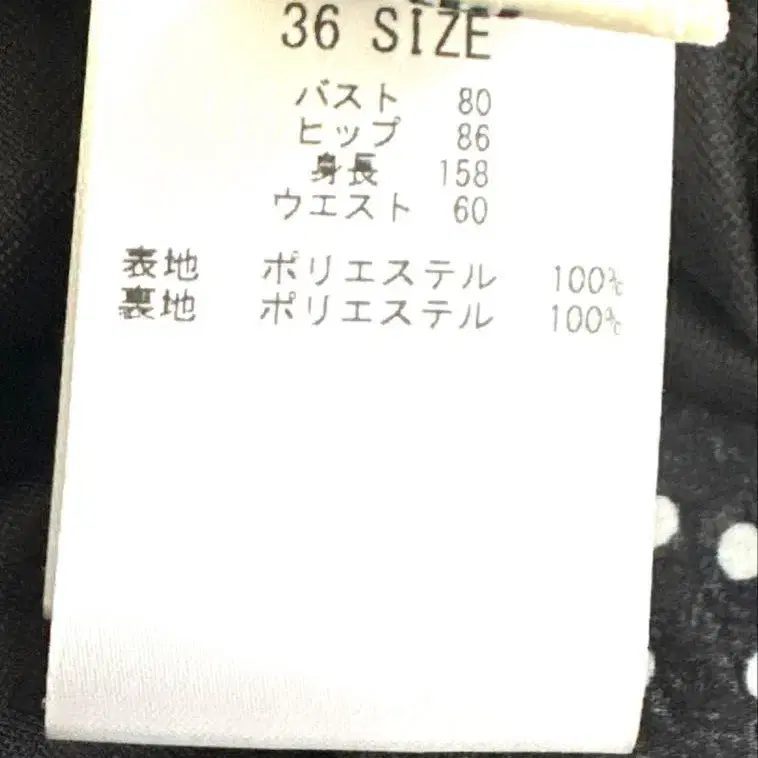 36 SIZE
バスト 80
ヒップ 86
身長 158
ウエスト 60
表地 ポリエステル 100%
裏地 ポリエステル 100%